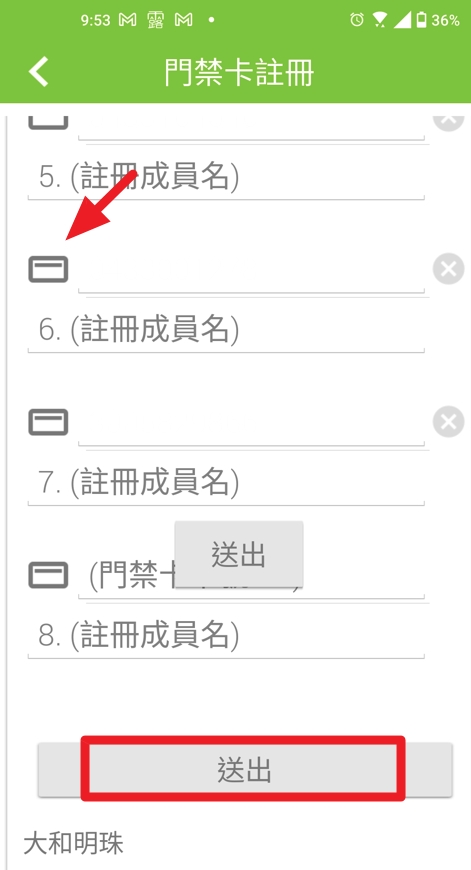 9:53 露 36%
門禁卡註冊
5. (註冊成員名)
6. (註冊成員名)
7. (註冊成員名)
送出
(門禁卡
8. (註冊成員名)
送出
大和明珠